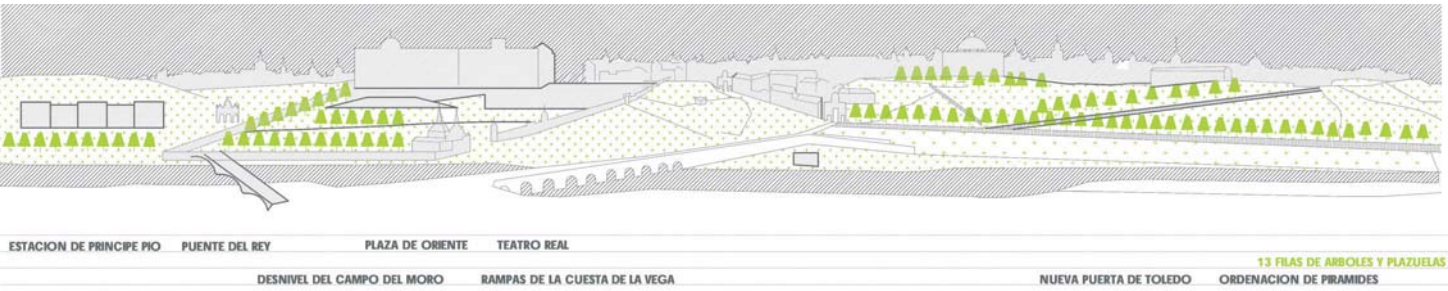 ESTACION DE PRINCIPE PIO PUENTE DEL REY PLAZA DE ORIENTE TEATRO REAL
13 FILAS DE ARBOLES Y PLAZUELAS
DESNIVEL DEL CAMPO DEL MORO RAMPAS DE LA CUESTA DE LA VEGA NUEVA PUERTA DE TOLEDO ORDENACION DE PIRAMIDES